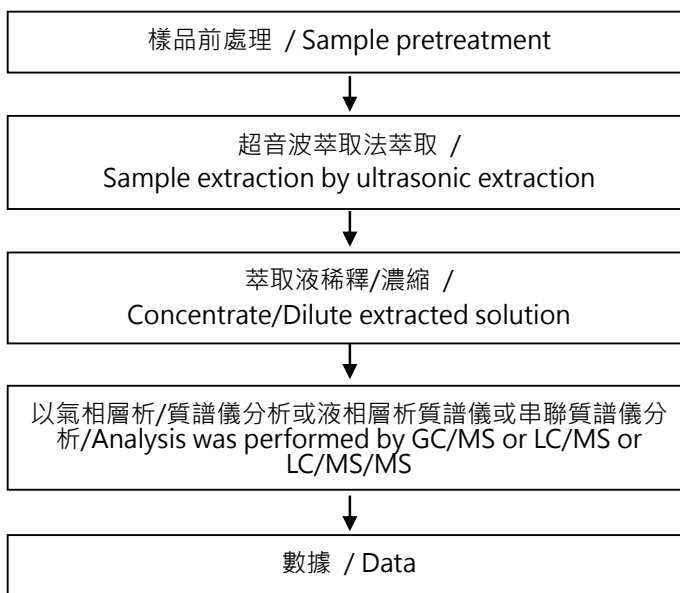 樣品前處理 / Sample pretreatment
超音波萃取法萃取 /
Sample extraction by ultrasonic extraction
萃取液稀釋/濃縮 /
Concentrate/Dilute extracted solution
以氣相層析/質譜儀分析或液相層析質譜儀或串聯質譜儀分
析/Analysis was performed by GC/MS or LC/MS or
LC/MS/MS
數據 / Data